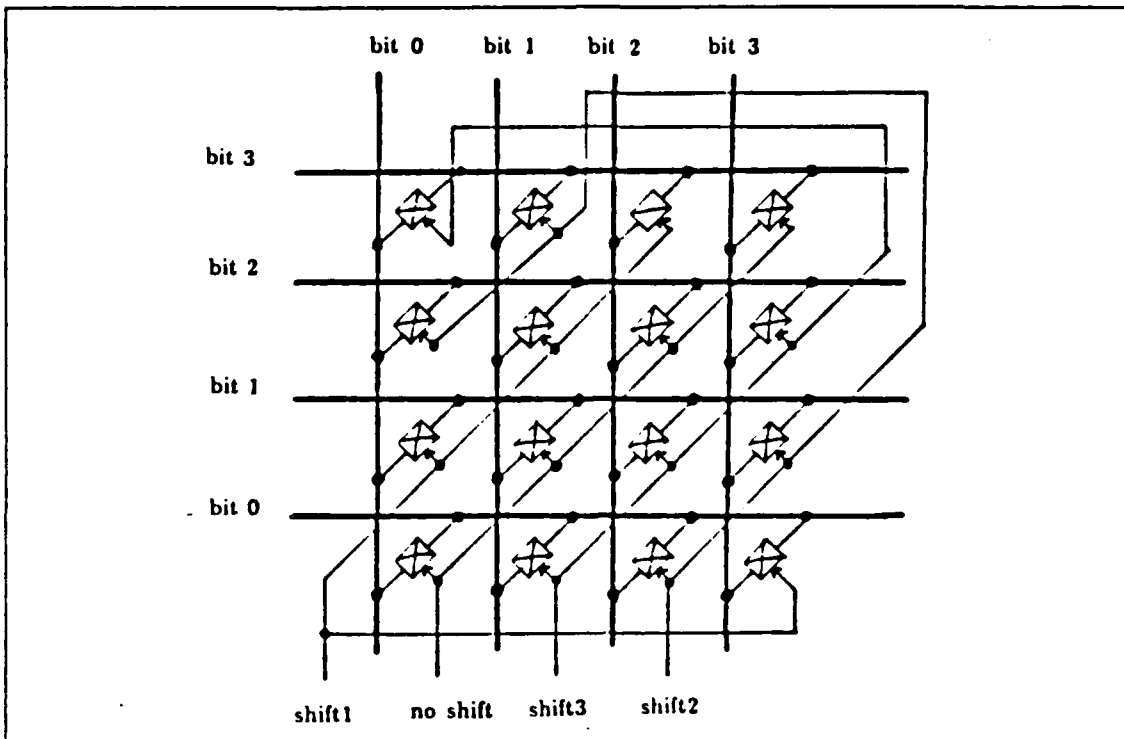 bit 0 bit 1 bit 2 bit 3
bit 3
bit 2
bit 1
bit 0
shift1 no shift shift3 shift2